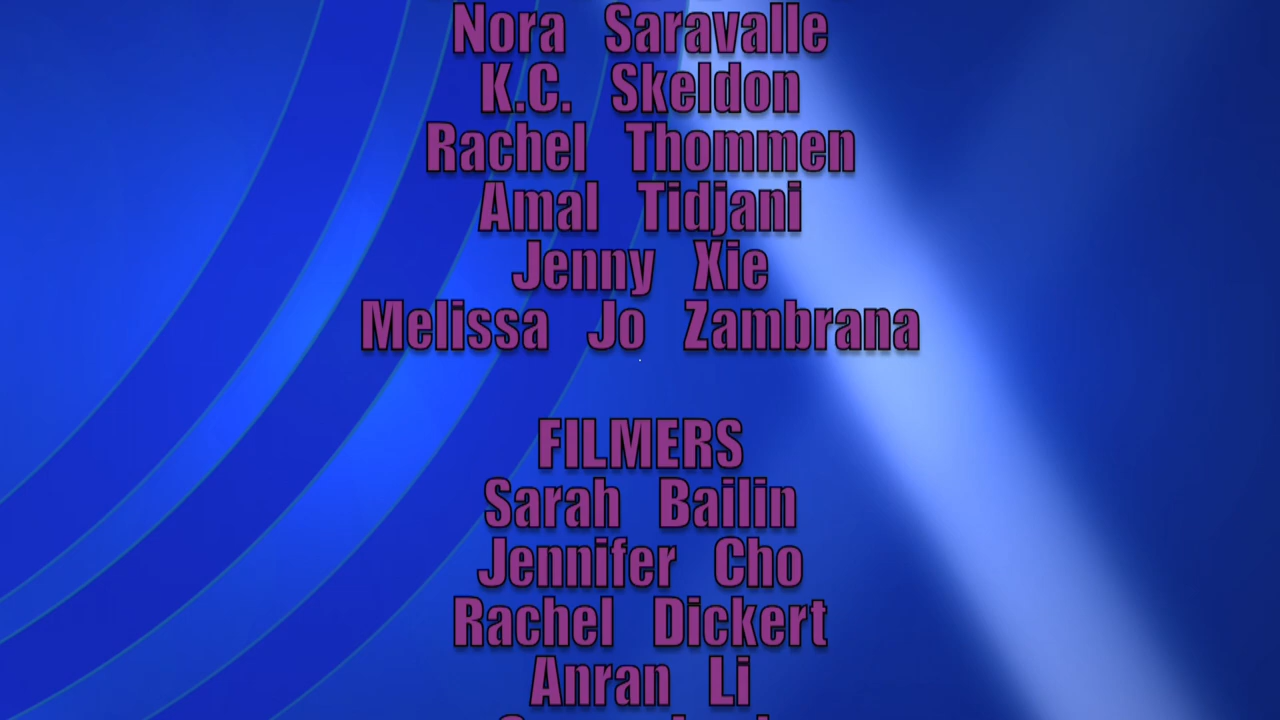 Nora Saravalle
K.C. Skeldon
Rachel Thommen
Amal Tidjani
Jenny Xie
Melissa Jo Zambrana
FILMERS
Sarah Bailin
Jennifer Cho
Rachel Dickert
Anran Li